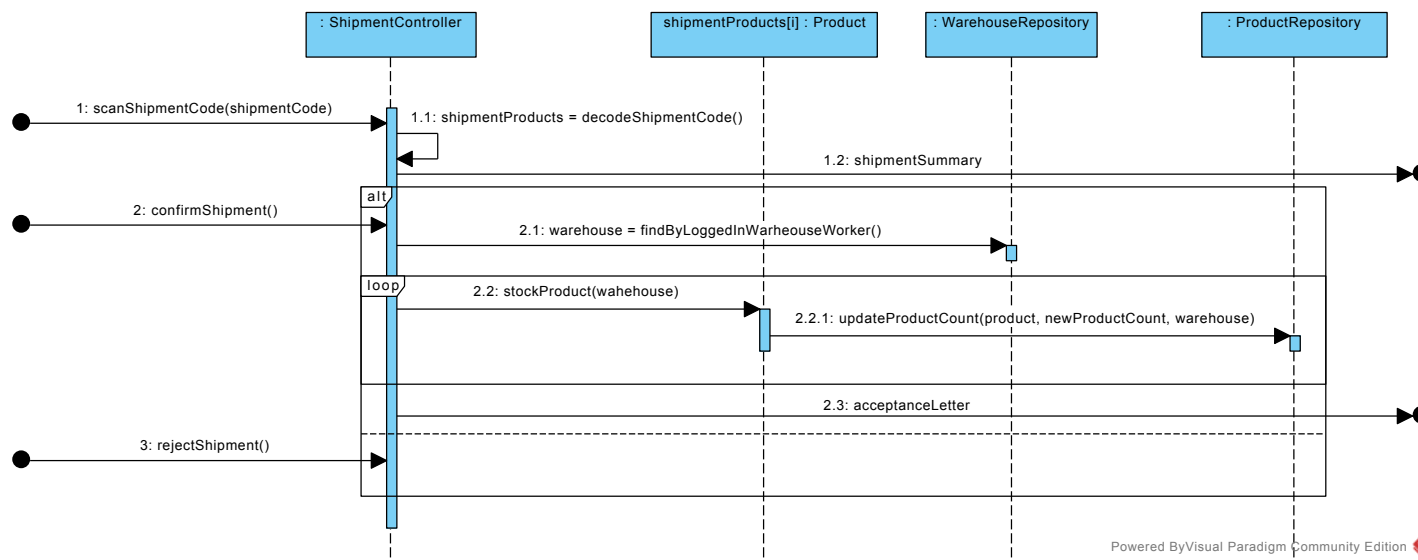 : ShipmentController
shipmentProducts[i] : Product
: WarehouseRepository
: ProductRepository
1: scanShipmentCode(shipmentCode)
1.1: shipmentProducts = decodeShipmentCode()
1.2: shipmentSummary
alt
2: confirmShipment()
2.1: warehouse = findByLoggedInWarheouseWorker()
loop
2.2: stockProduct(wahehouse)
2.2.1: updateProductCount(product, newProductCount, warehouse)
2.3: acceptanceLetter
3: rejectShipment()
Powered ByVisual Paradigm Community Edition